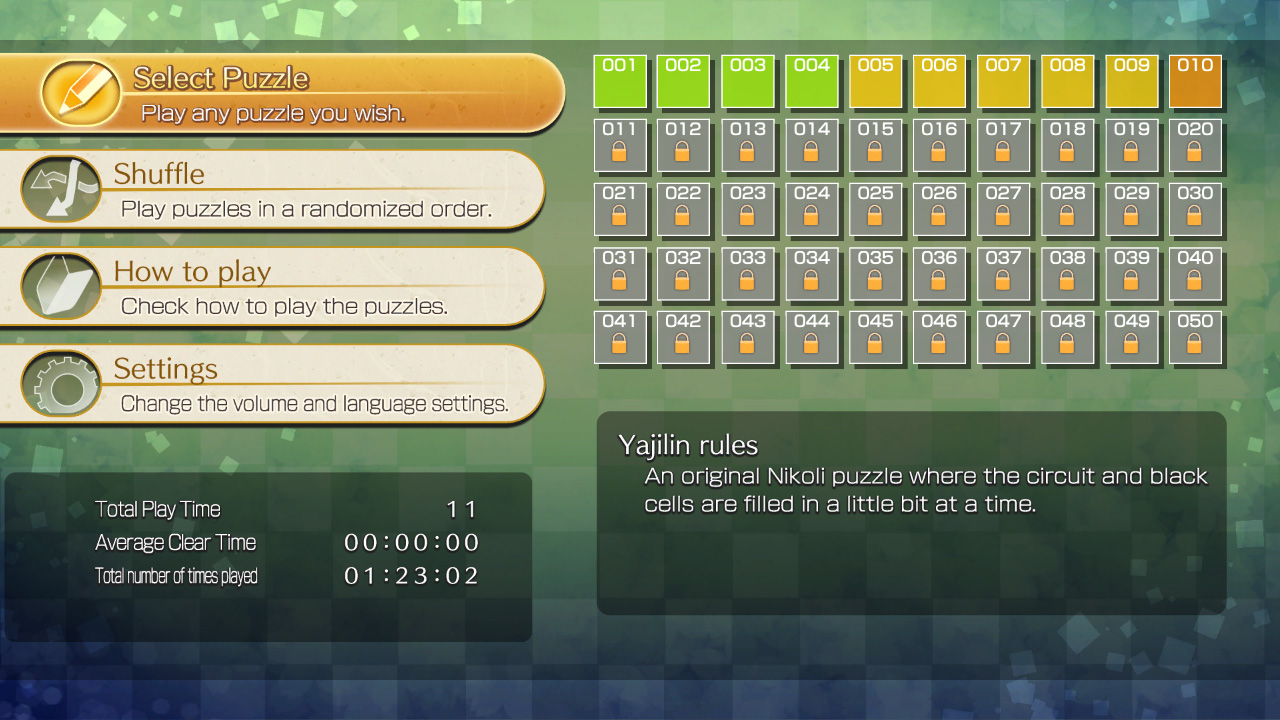 Select Puzzle
Play any puzzle you wish.
Shuffle
Play puzzles in a randomized order.
How to play
Check how to play the puzzles.
Settings
Change the volume and language settings.
Total Play Time 11
Average Clear Time 00:00:00
Total number of times played 01:23:02
001 002 003 004 005 006 007 008 009 010
011 012 013 014 015 016 017 018 019 020
021 022 023 024 025 026 027 028 029 030
031 032 033 034 035 036 037 038 039 040
041 042 043 044 045 046 047 048 049 050
Yajilin rules
An original Nikoli puzzle where the circuit and black
cells are filled in a little bit at a time.